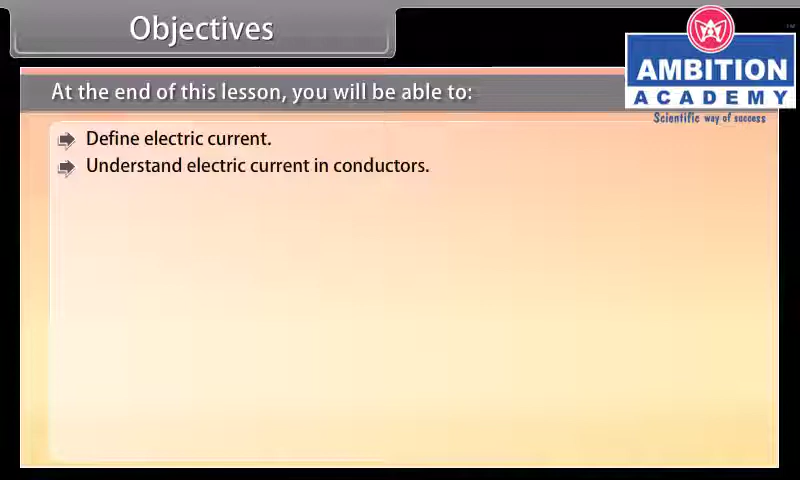 Objectives
At the end of this lesson, you will be able to:
Define electric current.
Understand electric current in conductors.
AMBITION
ACADEMY
Scientific way of success